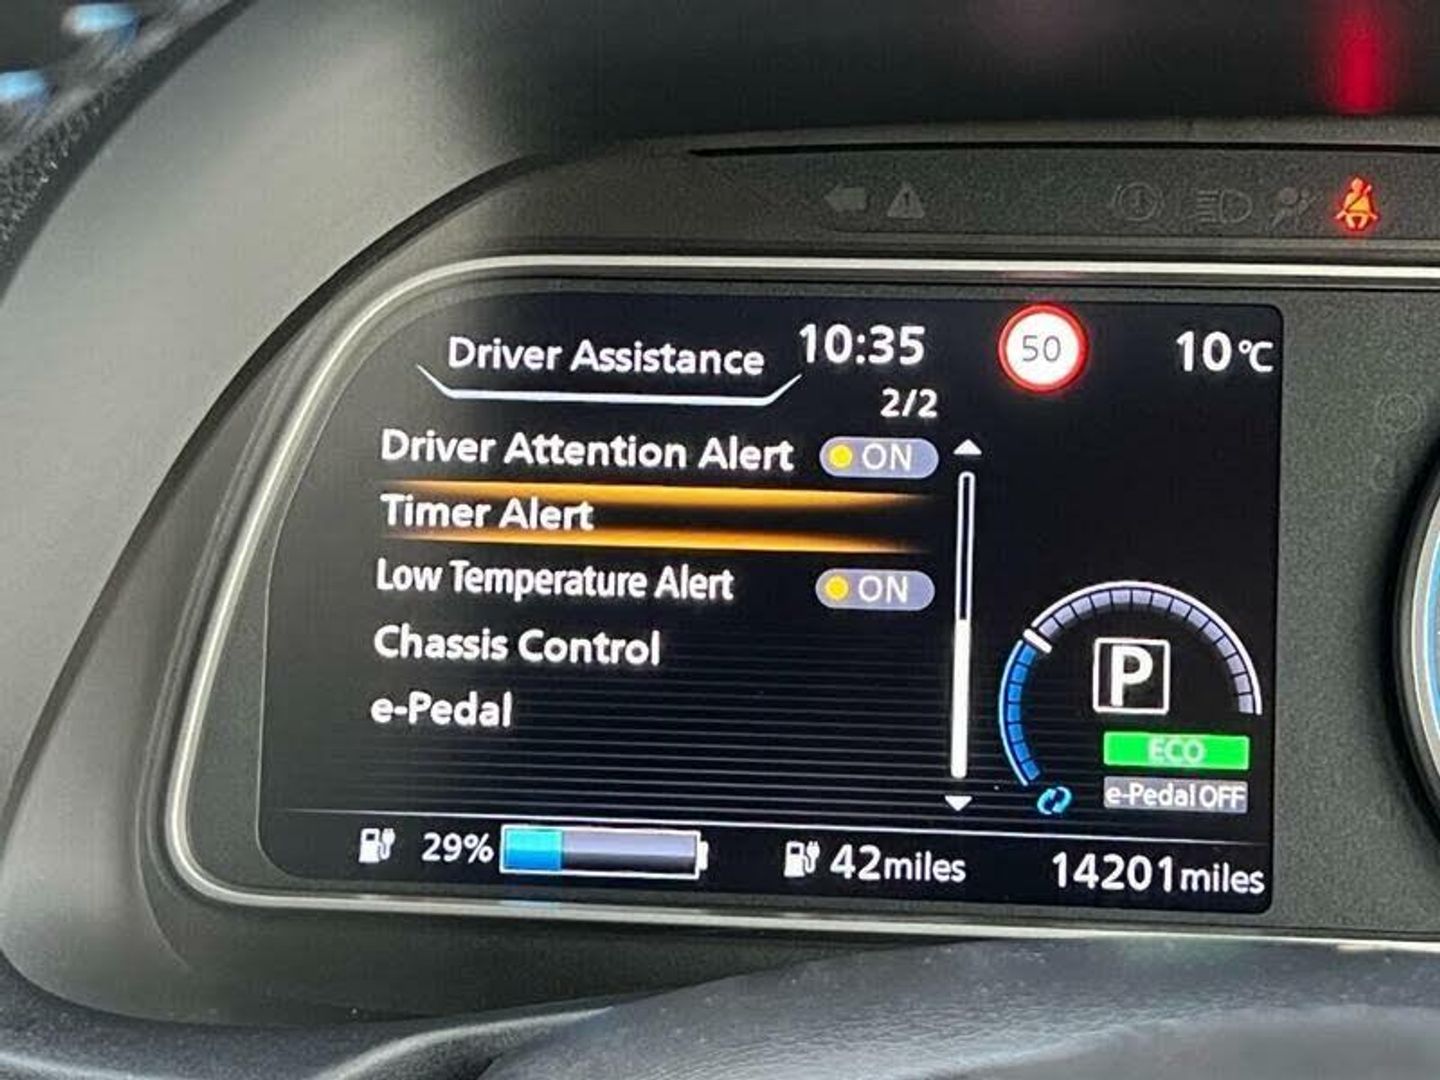 Driver Assistance 10:35 50 10°C
2/2
Driver Attention Alert ON
Timer Alert
Low Temperature Alert ON
Chassis Control
e-Pedal
P
ECO
e-Pedal OFF
29% 42miles 14201miles